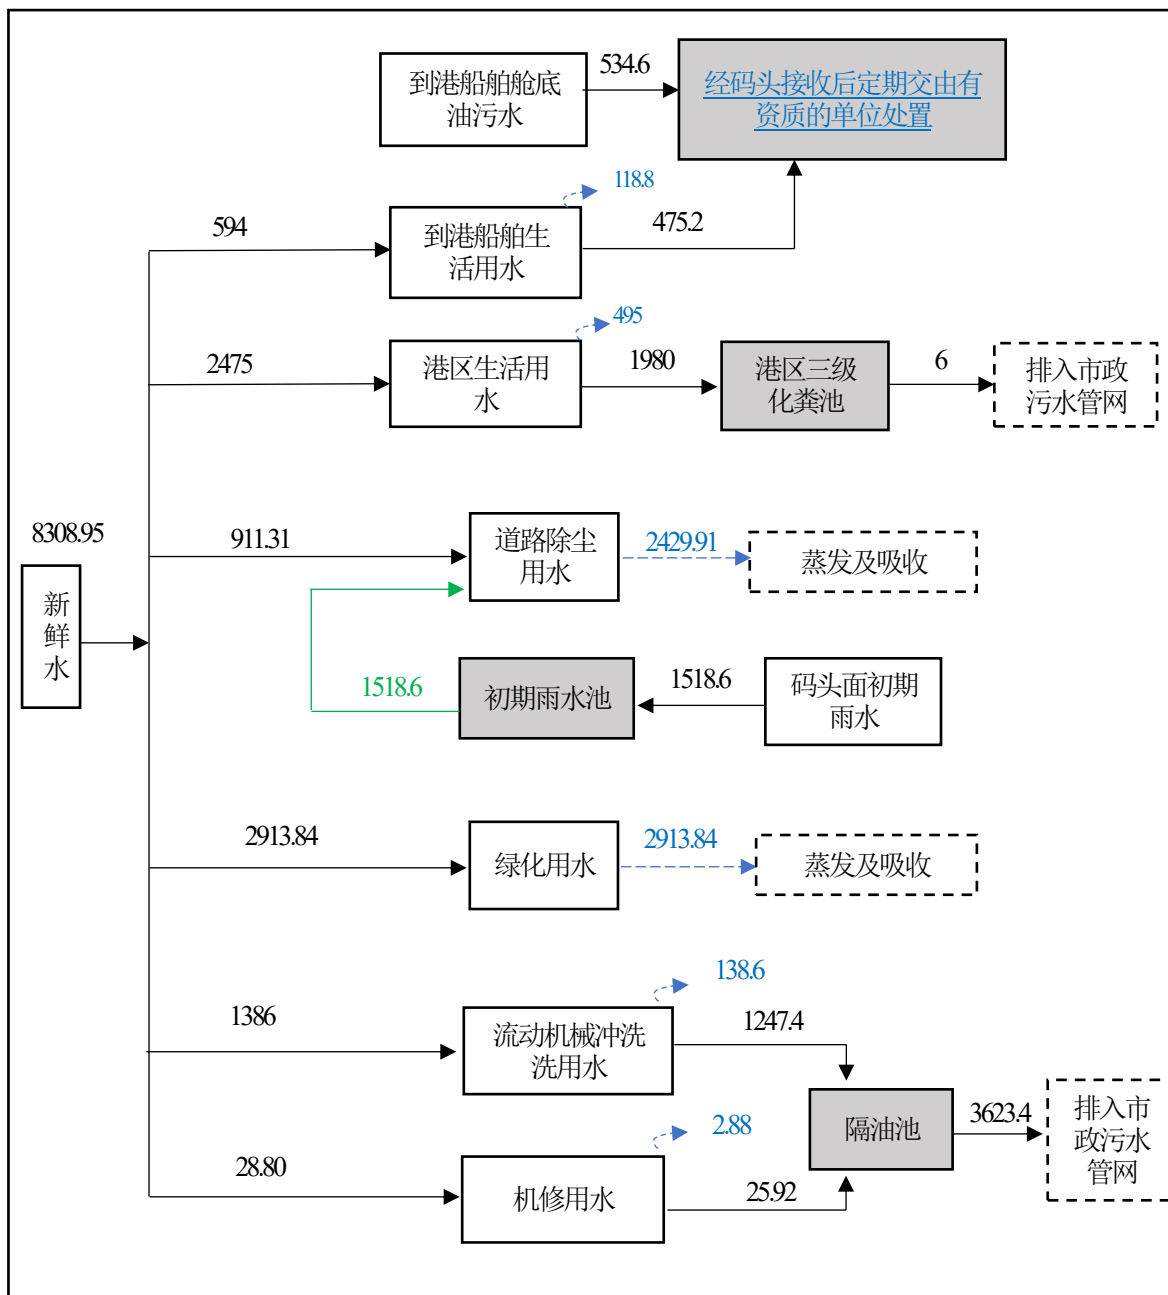 到港船舶舱底
油污水
534.6
经码头接收后定期交由有
资质的单位处置
118.8
594
到港船舶生
活用水
475.2
495
2475
港区生活用
水
1980
港区三级
化粪池
6
排入市政
污水管网
8308.95
新
鲜
水
911.31
道路除尘
用水
2429.91
蒸发及吸收
1518.6
初期雨水池
1518.6
码头面初期
雨水
2913.84
绿化用水
2913.84
蒸发及吸收
138.6
1386
流动机械冲洗
洗用水
1247.4
2.88
隔油池
3623.4
排入市
政污水
管网
28.80
机修用水
25.92